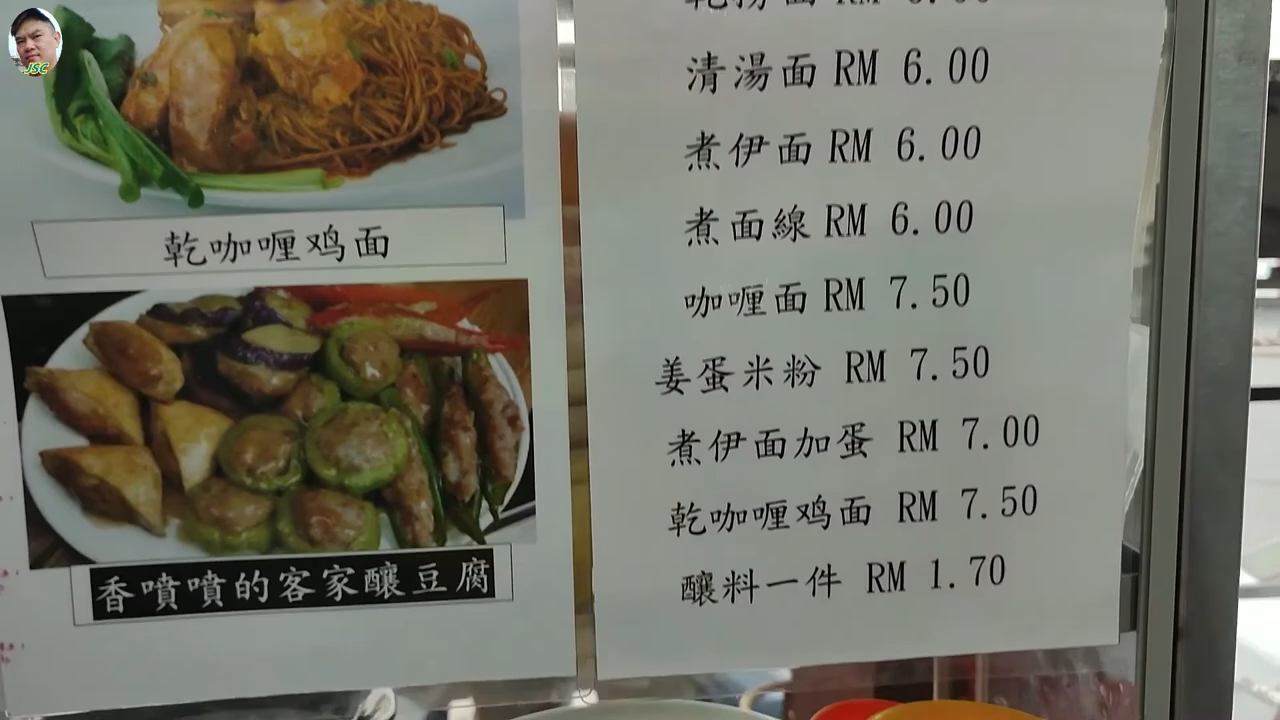 JSC
乾咖喱鸡面
香噴噴的客家釀豆腐
清湯面 RM 6.00
煮伊面 RM 6.00
煮面線 RM 6.00
咖喱面 RM 7.50
姜蛋米粉 RM 7.50
煮伊面加蛋 RM 7.00
乾咖喱鸡面 RM 7.50
釀料一件 RM 1.70